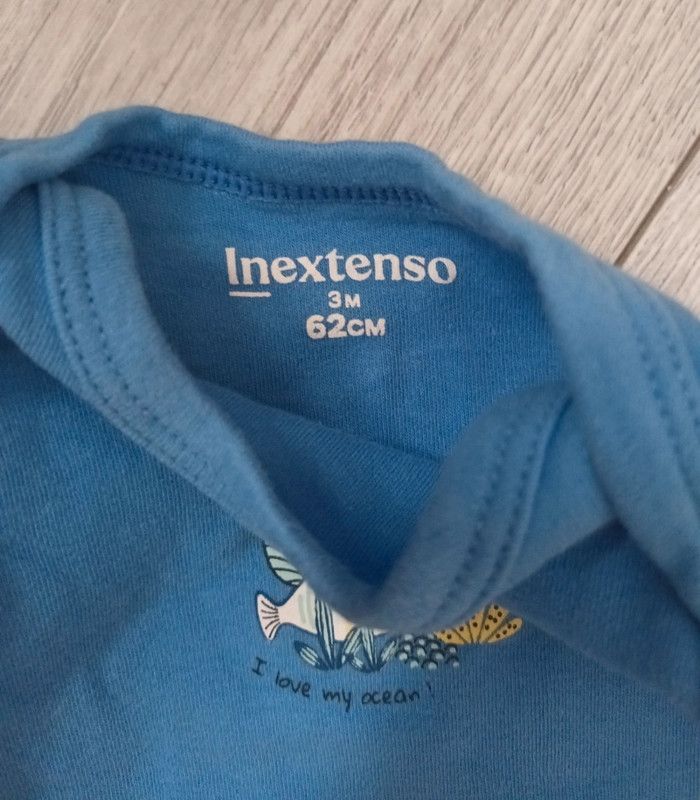 Inextenso
3M
62CM
I love my ocean!